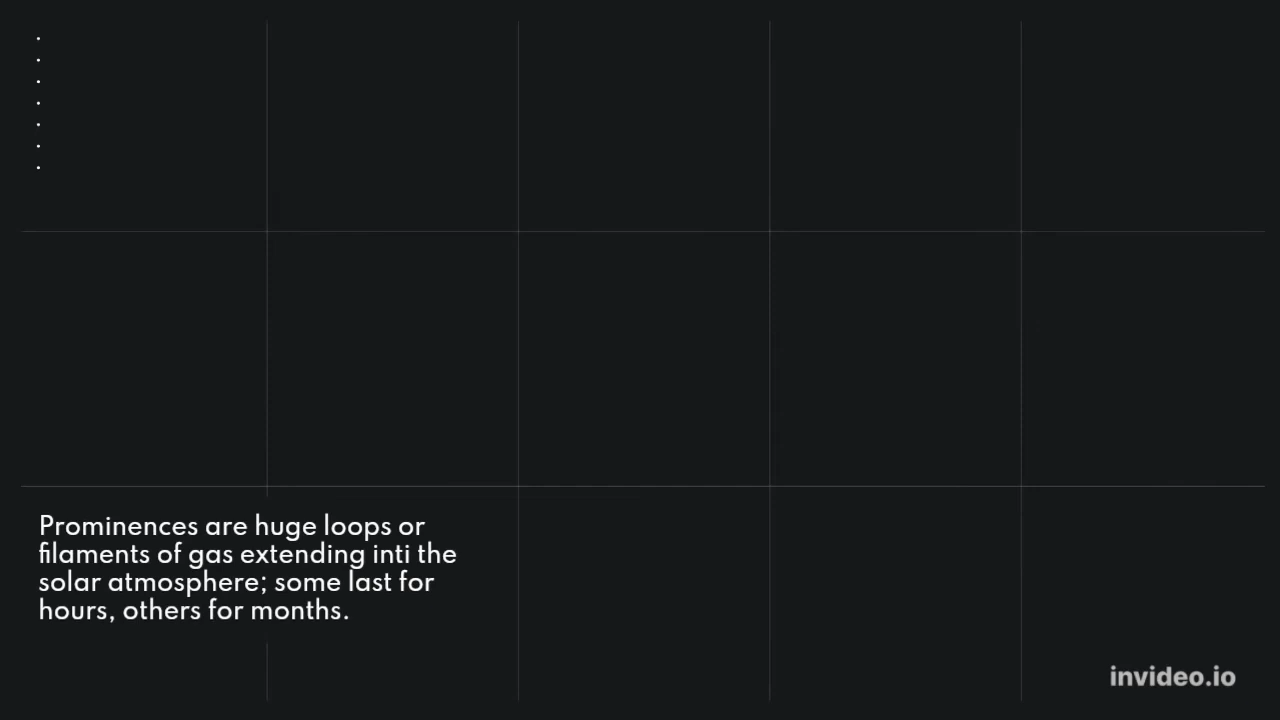 Prominences are huge loops or
filaments of gas extending inti the
solar atmosphere; some last for
hours, others for months.
invideo.io